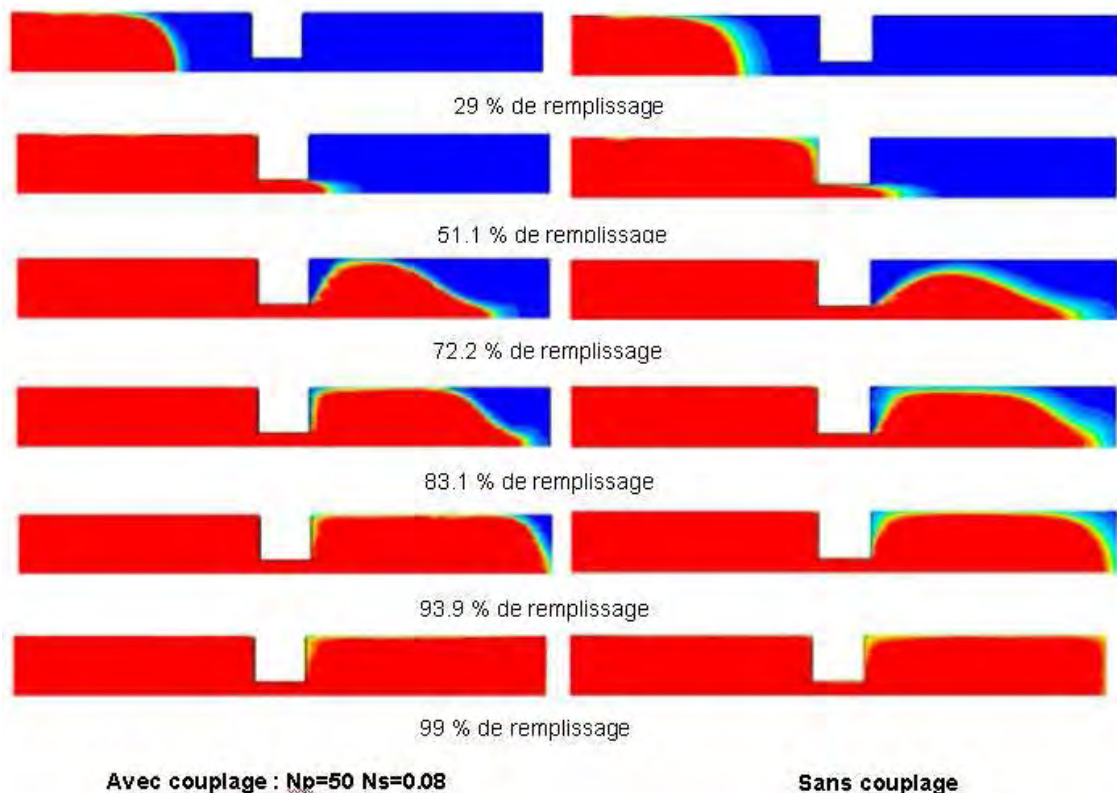 29 % de remplissage
51.1 % de remplissage
72.2 % de remplissage
83.1 % de remplissage
93.9 % de remplissage
99 % de remplissage
Avec couplage : Np=50 Ns=0.08
Sans couplage